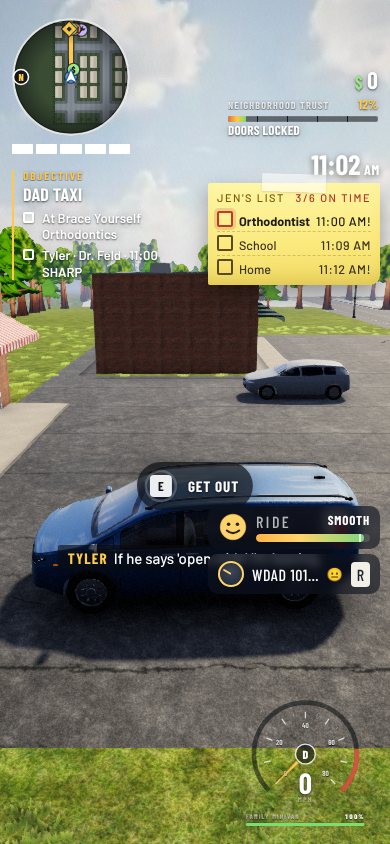 N
$ 0
NEIGHBORHOOD TRUST 12%
DOORS LOCKED
11:02 AM
OBJECTIVE
DAD TAXI
At Brace Yourself
Orthodontics
Tyler · Dr. Feld · 11:00
SHARP
JEN'S LIST 3/6 ON TIME
Orthodontist 11:00 AM!
School 11:09 AM
Home 11:12 AM!
E GET OUT
RIDE SMOOTH
TYLER If he says 'open
WDAD 101... R
20 40 60 80
D
0
MPH
FAMILY MINIVAN 100%